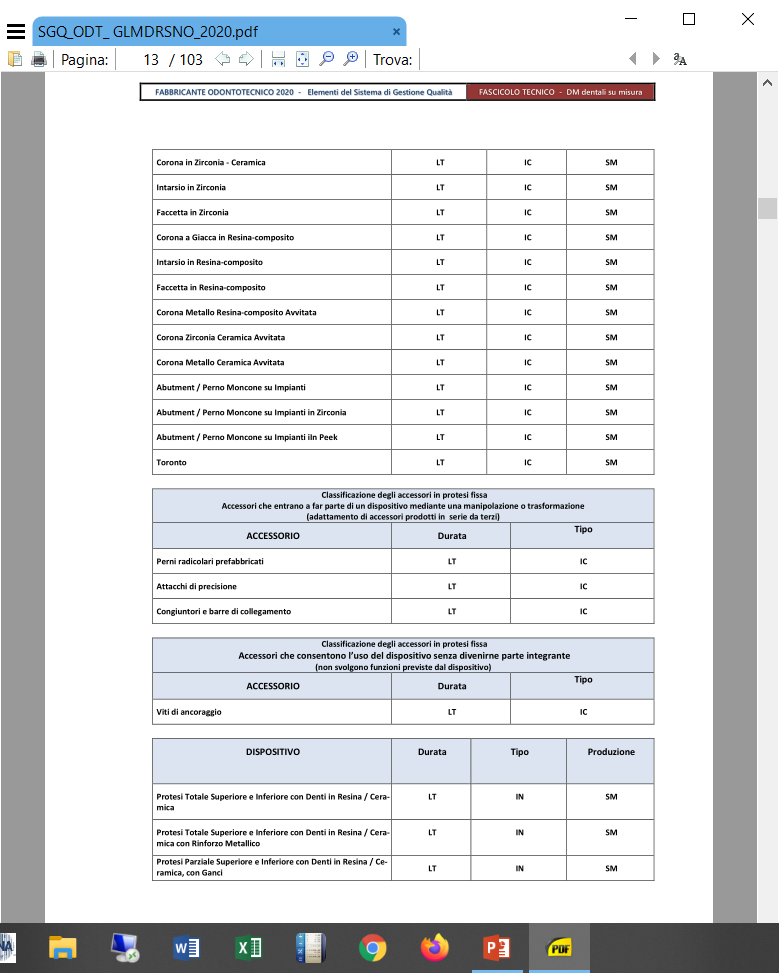 SGQ_ODT_ GLMDRSNO_2020.pdf ×
Pagina: 13 / 103 Trova:
FABBRICANTE ODONTOTECNICO 2020 - Elementi del Sistema di Gestione Qualità FASCICOLO TECNICO - DM dentali su misura
Corona in Zirconia - Ceramica LT IC SM
Intarsio in Zirconia LT IC SM
Faccetta in Zirconia LT IC SM
Corona a Giacca in Resina-composito LT IC SM
Intarsio in Resina-composito LT IC SM
Faccetta in Resina-composito LT IC SM
Corona Metallo Resina-composito Avvitata LT IC SM
Corona Zirconia Ceramica Avvitata LT IC SM
Corona Metallo Ceramica Avvitata LT IC SM
Abutment / Perno Moncone su Impianti LT IC SM
Abutment / Perno Moncone su Impianti in Zirconia LT IC SM
Abutment / Perno Moncone su Impianti iIn Peek LT IC SM
Toronto LT IC SM
Classificazione degli accessori in protesi fissa
Accessori che entrano a far parte di un dispositivo mediante una manipolazione o trasformazione
(adattamento di accessori prodotti in serie da terzi)
ACCESSORIO Durata Tipo
Perni radicolari prefabbricati LT IC
Attacchi di precisione LT IC
Congiuntori e barre di collegamento LT IC
Classificazione degli accessori in protesi fissa
Accessori che consentono l'uso del dispositivo senza divenirne parte integrante
(non svolgono funzioni previste dal dispositivo)
ACCESSORIO Durata Tipo
Viti di ancoraggio LT IC
DISPOSITIVO Durata Tipo Produzione
Protesi Totale Superiore e Inferiore con Denti in Resina / Cera-
mica LT IN SM
Protesi Totale Superiore e Inferiore con Denti in Resina / Cera-
mica con Rinforzo Metallico LT IN SM
Protesi Parziale Superiore e Inferiore con Denti in Resina / Ce-
ramica, con Ganci LT IN SM
PDF